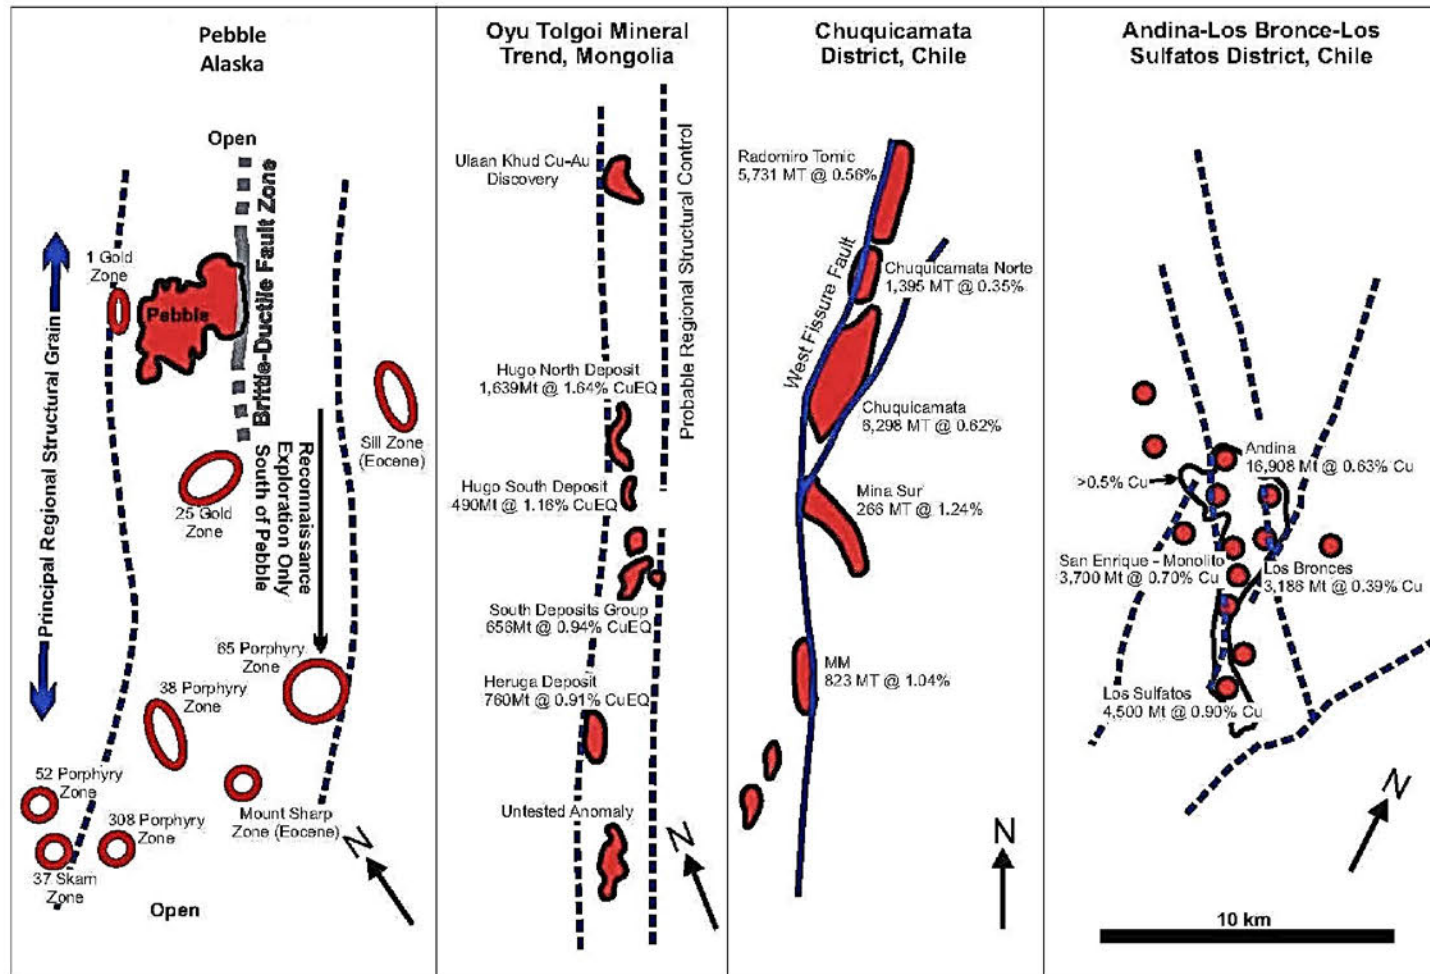 Pebble
Alaska
Open
Brittle-Ductile Fault Zone
1 Gold
Zone
Pebble
Principal Regional Structural Grain
Sill Zone
(Eocene)
25 Gold
Zone
Reconnaissance
Exploration Only
South of Pebble
65 Porphyry
Zone
38 Porphyry
Zone
52 Porphyry
Zone
308 Porphyry
Zone
Mount Sharp
Zone (Eocene)
37 Skarn
Zone
Open
N
Oyu Tolgoi Mineral
Trend, Mongolia
Ulaan Khud Cu-Au
Discovery
Probable Regional Structural Control
Hugo North Deposit
1,639Mt @ 1.64% CuEQ
Hugo South Deposit
490Mt @ 1.16% CuEQ
South Deposits Group
656Mt @ 0.94% CuEQ
Heruga Deposit
760Mt @ 0.91% CuEQ
Untested Anomaly
N
Chuquicamata
District, Chile
Radomiro Tomic
5,731 MT @ 0.56%
West Fissure Fault
Chuquicamata Norte
1,395 MT @ 0.35%
Chuquicamata
6,298 MT @ 0.62%
Mina Sur
266 MT @ 1.24%
MM
823 MT @ 1.04%
N
Andina-Los Bronce-Los
Sulfatos District, Chile
Andina
16,908 Mt @ 0.63% Cu
>0.5% Cu
San Enrique - Monolito
3,700 Mt @ 0.70% Cu
Los Bronces
3,186 Mt @ 0.39% Cu
Los Sulfatos
4,500 Mt @ 0.90% Cu
N
10 km